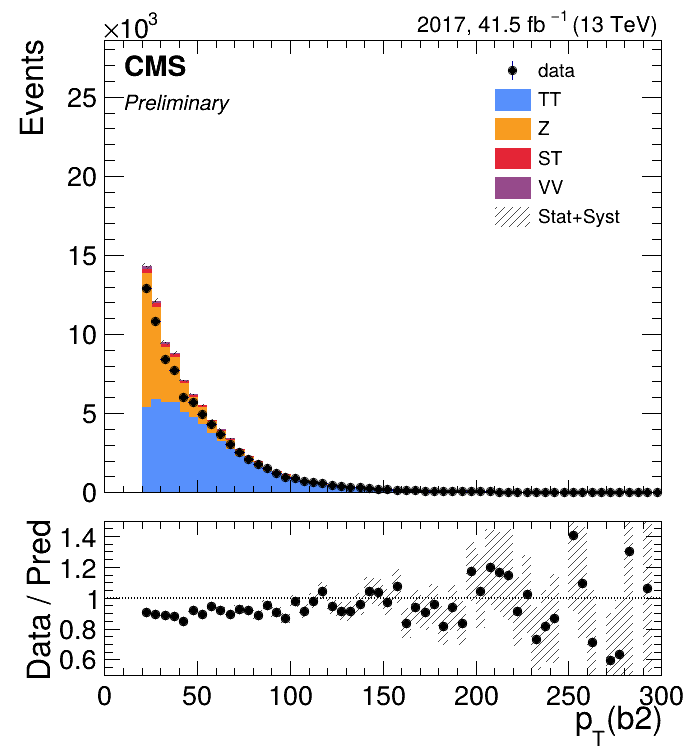 ×10³
2017, 41.5 fb⁻¹ (13 TeV)
Events
CMS
Preliminary
data
TT
Z
ST
VV
Stat+Syst
25
20
15
10
5
0
Data / Pred
1.4
1.2
1
0.8
0.6
0 50 100 150 200 250 300
p_T(b2)